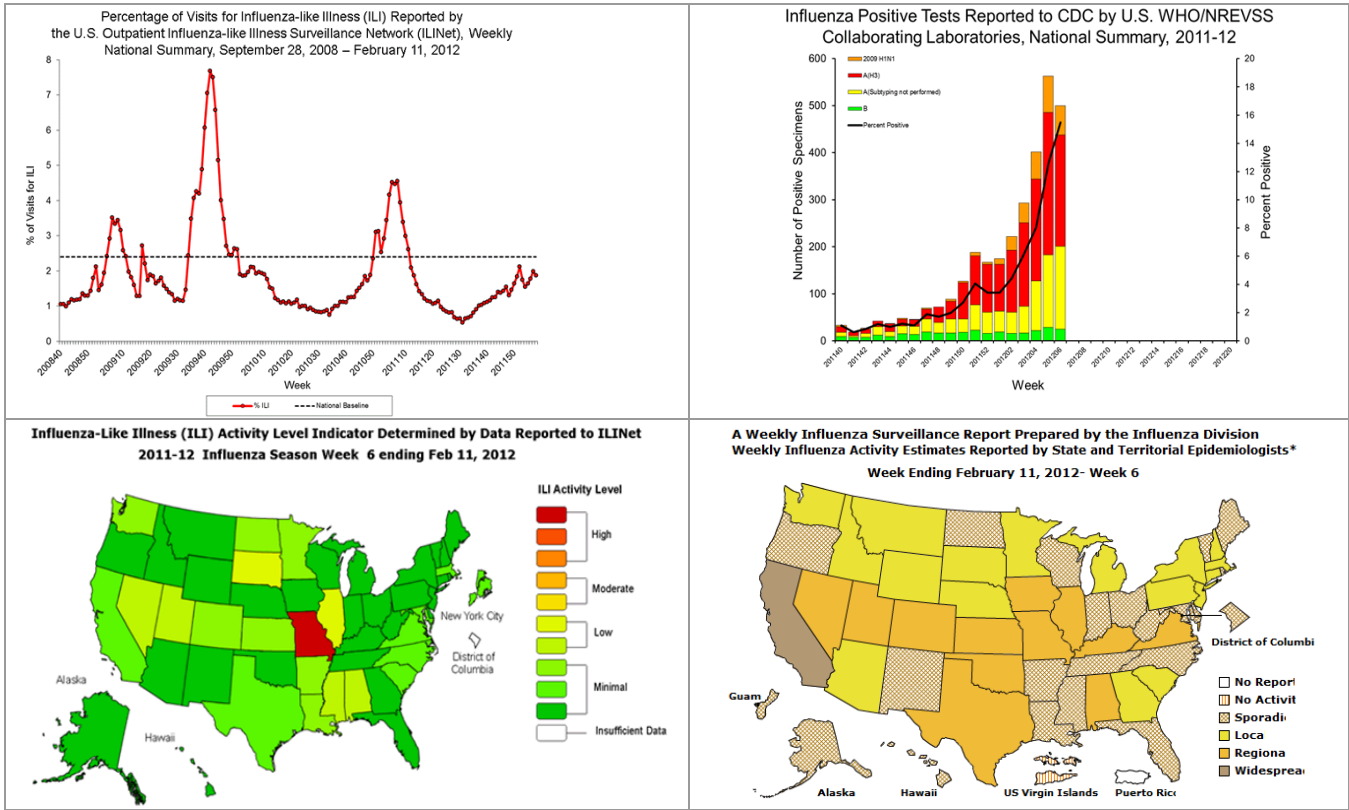 Percentage of Visits for Influenza-like Illness (ILI) Reported by
the U.S. Outpatient Influenza-like Illness Surveillance Network (ILINet), Weekly
National Summary, September 28, 2008 – February 11, 2012
8
7
6
5
4
3
2
1
0
% of Visits for ILI
200840
200850
200910
200920
200930
200940
200950
201010
201020
201030
201040
201050
201110
201120
201130
201140
201150
Week
% ILI
National Baseline
Influenza Positive Tests Reported to CDC by U.S. WHO/NREVSS
Collaborating Laboratories, National Summary, 2011-12
2009 H1N1
A(H3)
A(Subtyping not performed)
B
Percent Positive
600
500
400
300
200
100
0
Number of Positive Specimens
20
18
16
14
12
10
8
6
4
2
0
Percent Positive
201140
201142
201144
201146
201148
201150
201152
201202
201204
201206
201208
201210
201212
201214
201216
201218
201220
Week
Influenza-Like Illness (ILI) Activity Level Indicator Determined by Data Reported to ILINet
2011-12 Influenza Season Week 6 ending Feb 11, 2012
ILI Activity Level
High
Moderate
Low
Minimal
Insufficient Data
New York City
District of
Columbia
Alaska
Hawaii
A Weekly Influenza Surveillance Report Prepared by the Influenza Division
Weekly Influenza Activity Estimates Reported by State and Territorial Epidemiologists*
Week Ending February 11, 2012- Week 6
District of Columbi
No Report
No Activit
Sporadi
Loca
Regiona
Widesprea
Guam
Alaska
Hawaii
US Virgin Islands
Puerto Ric